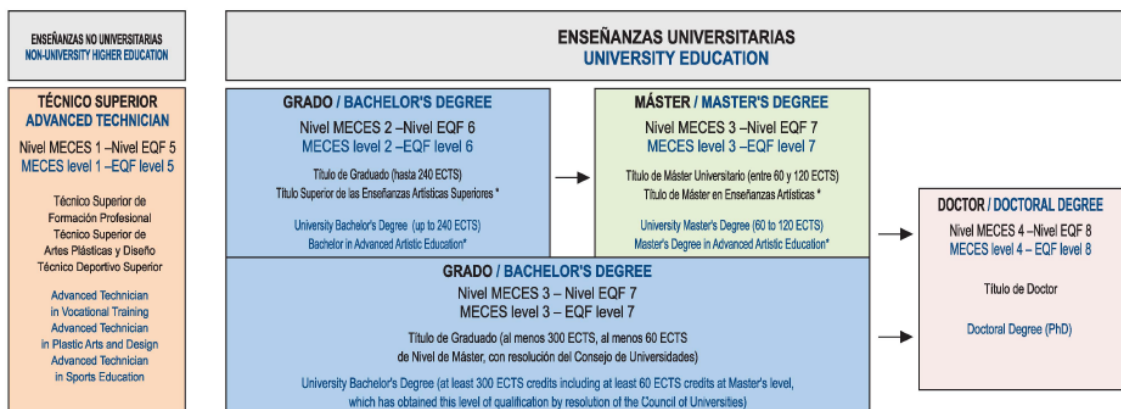 ENSEÑANZAS NO UNIVERSITARIAS
NON-UNIVERSITY HIGHER EDUCATION
ENSEÑANZAS UNIVERSITARIAS
UNIVERSITY EDUCATION
TÉCNICO SUPERIOR
ADVANCED TECHNICIAN
Nivel MECES 1 –Nivel EQF 5
MECES level 1 –EQF level 5
Técnico Superior de
Formación Profesional
Técnico Superior de
Artes Plásticas y Diseño
Técnico Deportivo Superior
Advanced Technician
in Vocational Training
Advanced Technician
in Plastic Arts and Design
Advanced Technician
in Sports Education
GRADO / BACHELOR'S DEGREE
Nivel MECES 2 –Nivel EQF 6
MECES level 2 –EQF level 6
Título de Graduado (hasta 240 ECTS)
Título Superior de las Enseñanzas Artísticas Superiores *
University Bachelor's Degree (up to 240 ECTS)
Bachelor in Advanced Artistic Education*
MÁSTER / MASTER'S DEGREE
Nivel MECES 3 –Nivel EQF 7
MECES level 3 –EQF level 7
Título de Máster Universitario (entre 60 y 120 ECTS)
Título de Máster en Enseñanzas Artísticas *
University Master's Degree (60 to 120 ECTS)
Master's Degree in Advanced Artistic Education*
GRADO / BACHELOR'S DEGREE
Nivel MECES 3 – Nivel EQF 7
MECES level 3 – EQF level 7
Título de Graduado (al menos 300 ECTS, al menos 60 ECTS
de Nivel de Máster, con resolución del Consejo de Universidades)
University Bachelor's Degree (at least 300 ECTS credits including at least 60 ECTS credits at Master's level,
which has obtained this level of qualification by resolution of the Council of Universities)
DOCTOR / DOCTORAL DEGREE
Nivel MECES 4 –Nivel EQF 8
MECES level 4 – EQF level 8
Título de Doctor
Doctoral Degree (PhD)